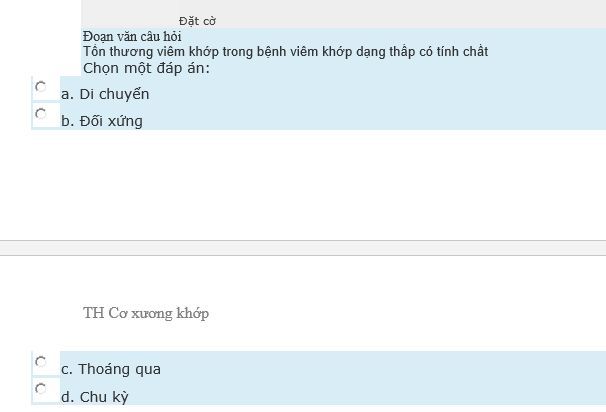 Đặt cờ
Đoạn văn câu hỏi
Tổn thương viêm khớp trong bệnh viêm khớp dạng thấp có tính chất
Chọn một đáp án:
a. Di chuyển
b. Đối xứng
TH Cơ xương khớp
c. Thoáng qua
d. Chu kỳ